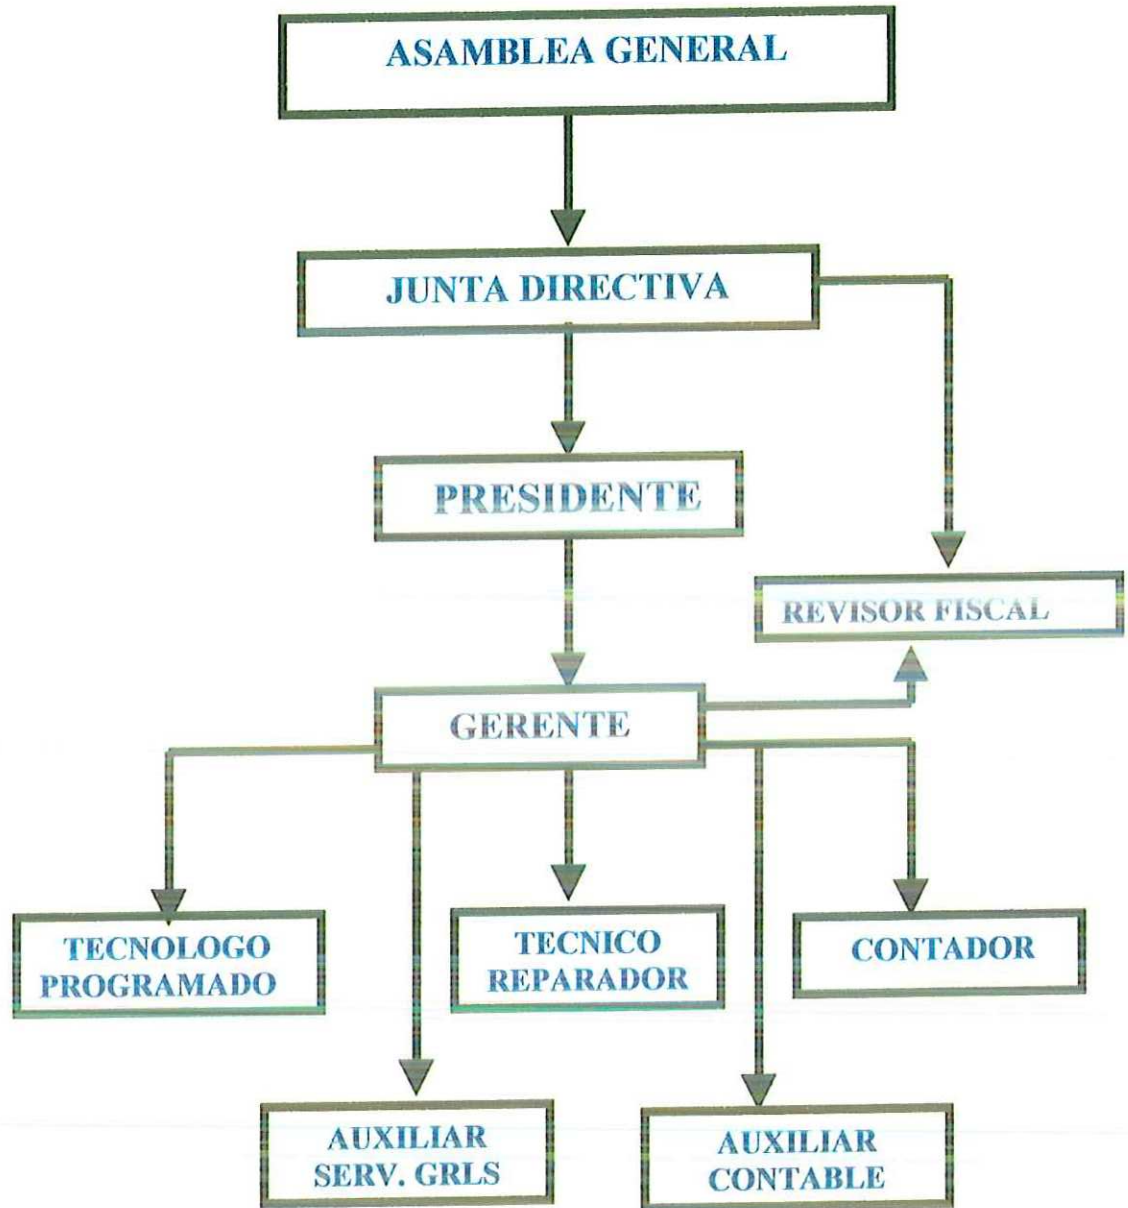 ASAMBLEA GENERAL
JUNTA DIRECTIVA
PRESIDENTE
REVISOR FISCAL
GERENTE
TECNOLOGO
PROGRAMADO
TECNICO
REPARADOR
CONTADOR
AUXILIAR
SERV. GRLS
AUXILIAR
CONTABLE